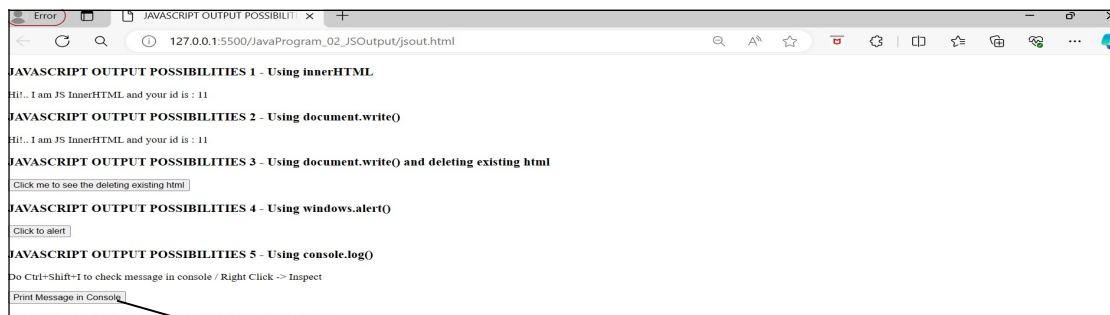 Error
JAVASCRIPT OUTPUT POSSIBILITI
127.0.0.1:5500/JavaProgram_02_JSOutput/jsout.html
JAVASCRIPT OUTPUT POSSIBILITIES 1 - Using innerHTML
Hi!.. I am JS InnerHTML and your id is : 11
JAVASCRIPT OUTPUT POSSIBILITIES 2 - Using document.write()
Hi!.. I am JS InnerHTML and your id is : 11
JAVASCRIPT OUTPUT POSSIBILITIES 3 - Using document.write() and deleting existing html
Click me to see the deleting existing html
JAVASCRIPT OUTPUT POSSIBILITIES 4 - Using windows.alert()
Click to alert
JAVASCRIPT OUTPUT POSSIBILITIES 5 - Using console.log()
Do Ctrl+Shift+I to check message in console / Right Click -> Inspect
Print Message in Console